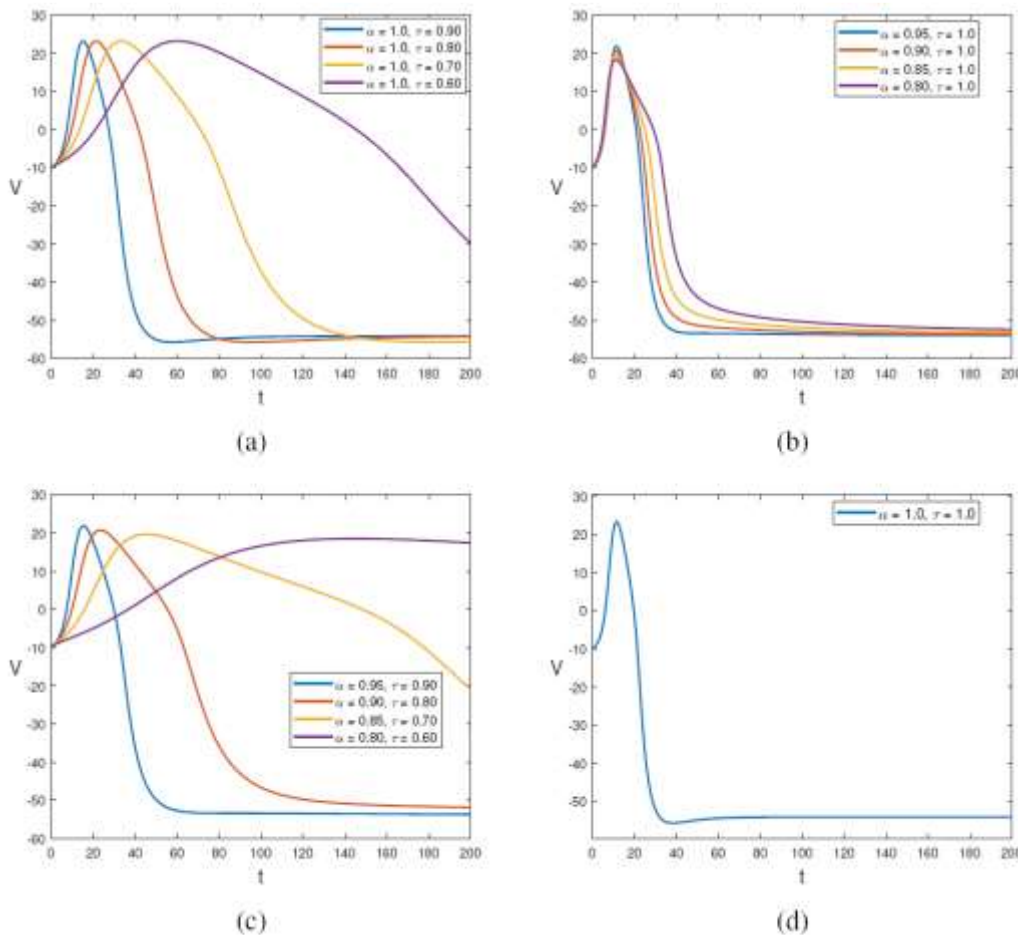 30
20
10
0
-10
-20
-30
-40
-50
-60
V
α = 1.0, τ = 0.90
α = 1.0, τ = 0.80
α = 1.0, τ = 0.70
α = 1.0, τ = 0.60
0 20 40 60 80 100 120 140 160 180 200
t
(a)
30
20
10
0
-10
-20
-30
-40
-50
-60
V
α = 0.95, τ = 1.0
α = 0.90, τ = 1.0
α = 0.85, τ = 1.0
α = 0.80, τ = 1.0
0 20 40 60 80 100 120 140 160 180 200
t
(b)
30
20
10
0
-10
-20
-30
-40
-50
-60
V
α = 0.95, τ = 0.90
α = 0.90, τ = 0.80
α = 0.85, τ = 0.70
α = 0.80, τ = 0.60
0 20 40 60 80 100 120 140 160 180 200
t
(c)
30
20
10
0
-10
-20
-30
-40
-50
V
α = 1.0, τ = 1.0
0 20 40 60 80 100 120 140 160 180 200
t
(d)